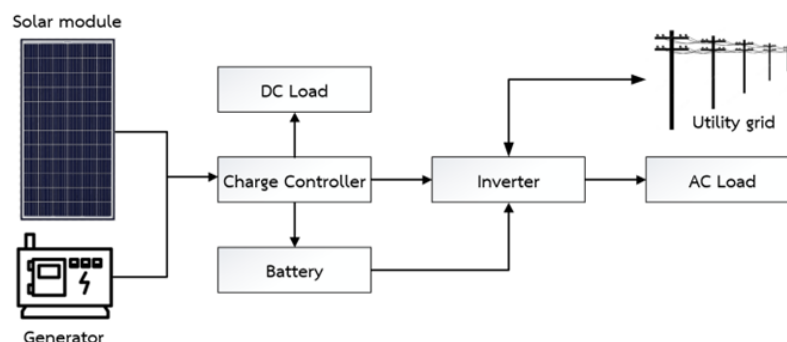 Solar module
DC Load
Utility grid
Charge Controller
Inverter
AC Load
Battery
Generator